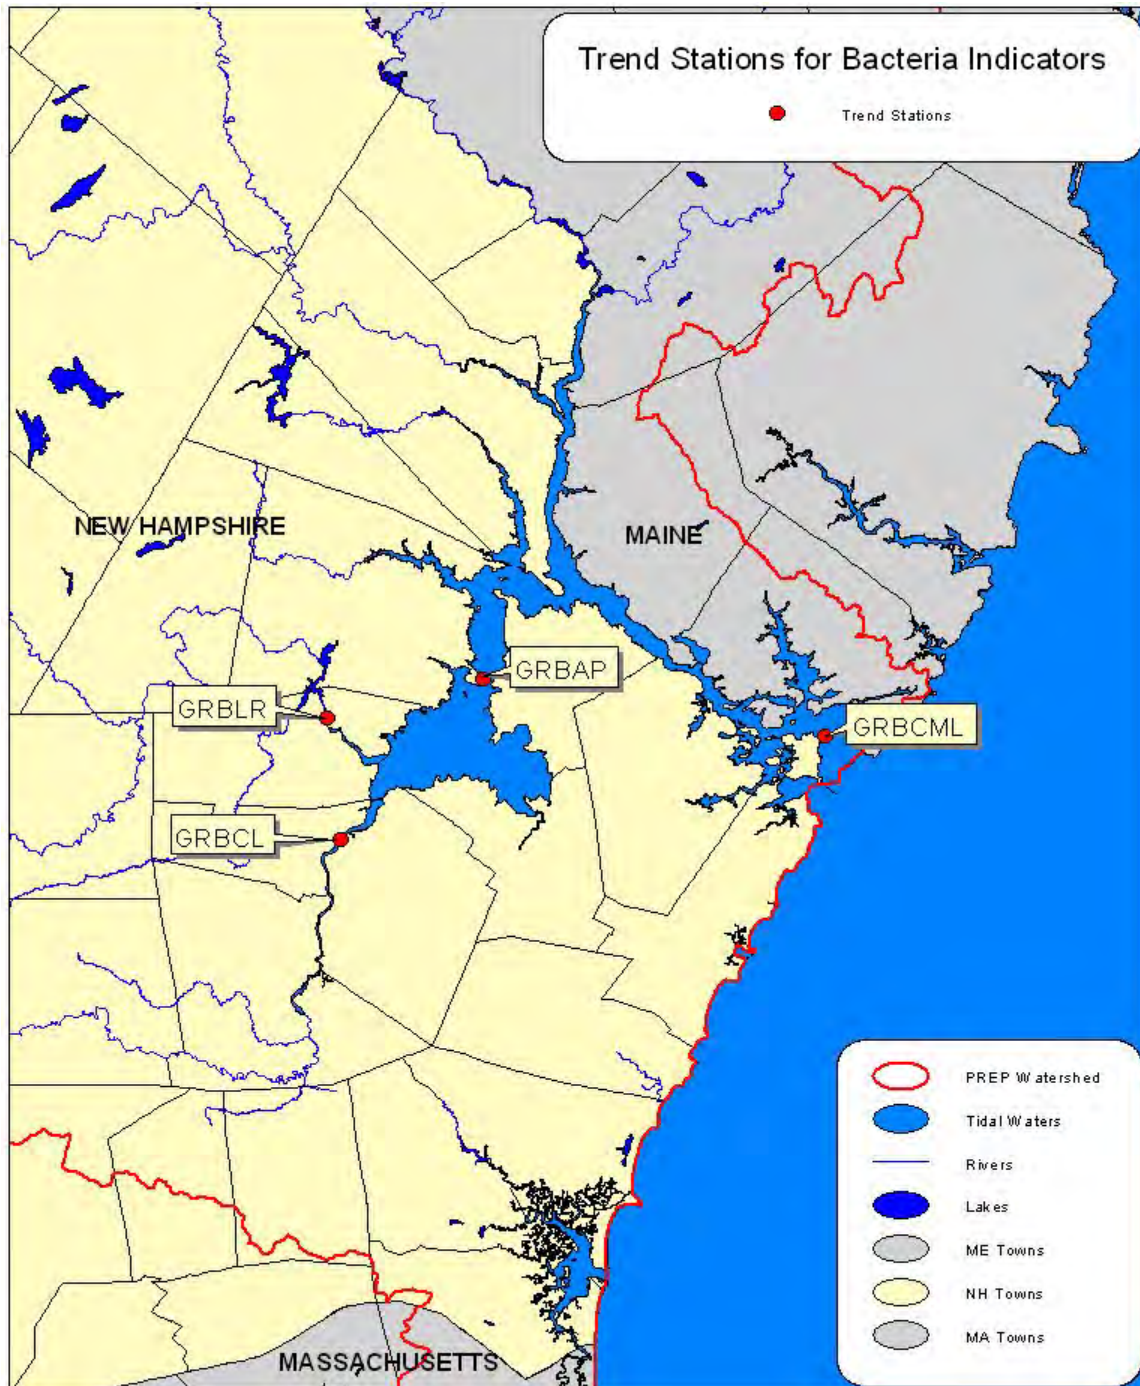 Trend Stations for Bacteria Indicators
Trend Stations
NEW HAMPSHIRE
MAINE
GRBAP
GRBLR
GRBCML
GRBCL
PREP Watershed
Tidal Waters
Rivers
Lakes
ME Towns
NH Towns
MA Towns
MASSACHUSETTS